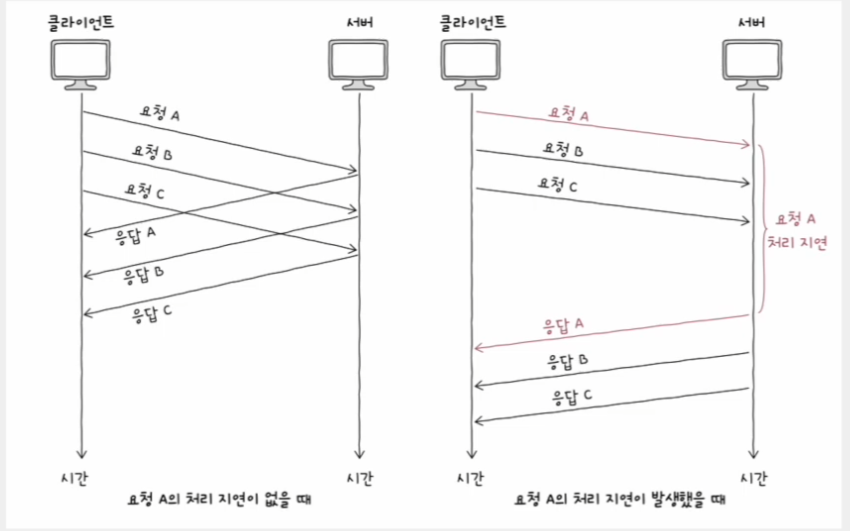 클라이언트
서버
요청 A
요청 B
요청 C
응답 A
응답 B
응답 C
시간
시간
요청 A의 처리 지연이 없을 때
클라이언트
서버
요청 A
요청 B
요청 C
요청 A
처리 지연
응답 A
응답 B
응답 C
시간
시간
요청 A의 처리 지연이 발생했을 때